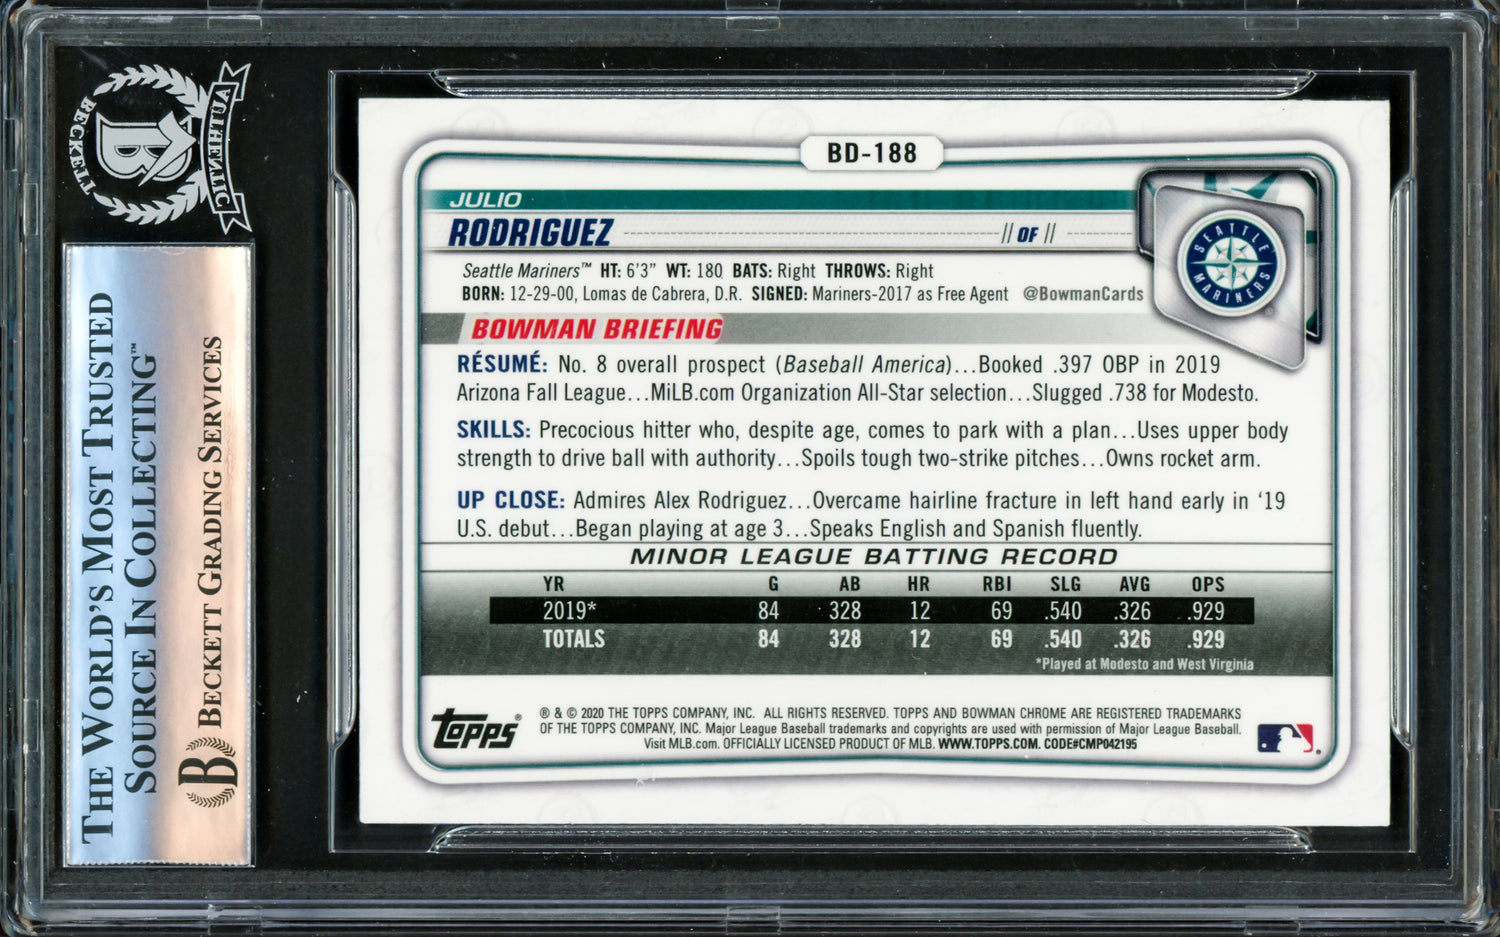 BECKETT
AUTHENTIC
B
THE WORLD'S MOST TRUSTED
SOURCE IN COLLECTING™
BECKETT GRADING SERVICES
B
BD-188
JULIO
RODRIGUEZ // OF //
SEATTLE
MARINERS
Seattle Mariners™ HT: 6'3" WT: 180 BATS: Right THROWS: Right
BORN: 12-29-00, Lomas de Cabrera, D.R. SIGNED: Mariners-2017 as Free Agent @BowmanCards
BOWMAN BRIEFING
RÉSUMÉ: No. 8 overall prospect (Baseball America)...Booked .397 OBP in 2019
Arizona Fall League...MiLB.com Organization All-Star selection...Slugged .738 for Modesto.
SKILLS: Precocious hitter who, despite age, comes to park with a plan...Uses upper body
strength to drive ball with authority...Spoils tough two-strike pitches...Owns rocket arm.
UP CLOSE: Admires Alex Rodriguez...Overcame hairline fracture in left hand early in '19
U.S. debut...Began playing at age 3...Speaks English and Spanish fluently.
MINOR LEAGUE BATTING RECORD
YR G AB HR RBI SLG AVG OPS
2019* 84 328 12 69 .540 .326 .929
TOTALS 84 328 12 69 .540 .326 .929
*Played at Modesto and West Virginia
Topps®
® & © 2020 THE TOPPS COMPANY, INC. ALL RIGHTS RESERVED. TOPPS AND BOWMAN CHROME ARE REGISTERED TRADEMARKS
OF THE TOPPS COMPANY, INC. Major League Baseball trademarks and copyrights are used with permission of Major League Baseball.
Visit MLB.com. OFFICIALLY LICENSED PRODUCT OF MLB. WWW.TOPPS.COM. CODE#CMP042195